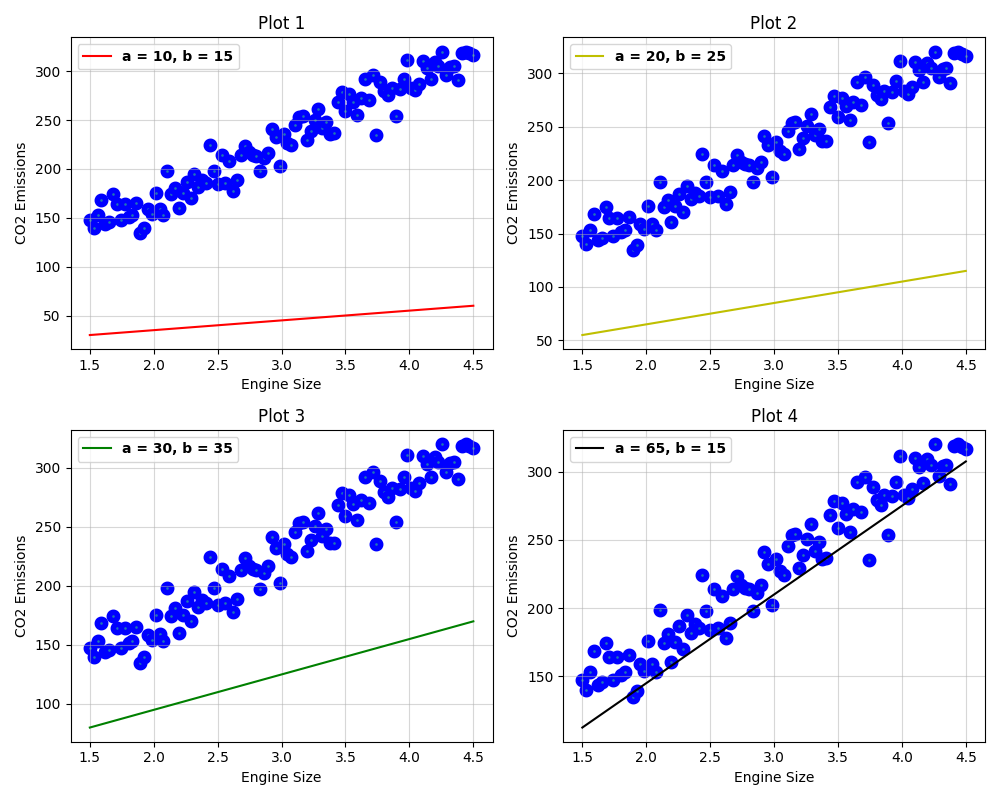 Plot 1
a = 10, b = 15
CO2 Emissions
300
250
200
150
100
50
1.5 2.0 2.5 3.0 3.5 4.0 4.5
Engine Size
Plot 2
a = 20, b = 25
CO2 Emissions
300
250
200
150
100
50
1.5 2.0 2.5 3.0 3.5 4.0 4.5
Engine Size
Plot 3
a = 30, b = 35
CO2 Emissions
300
250
200
150
100
1.5 2.0 2.5 3.0 3.5 4.0 4.5
Engine Size
Plot 4
a = 65, b = 15
CO2 Emissions
300
250
200
150
1.5 2.0 2.5 3.0 3.5 4.0 4.5
Engine Size